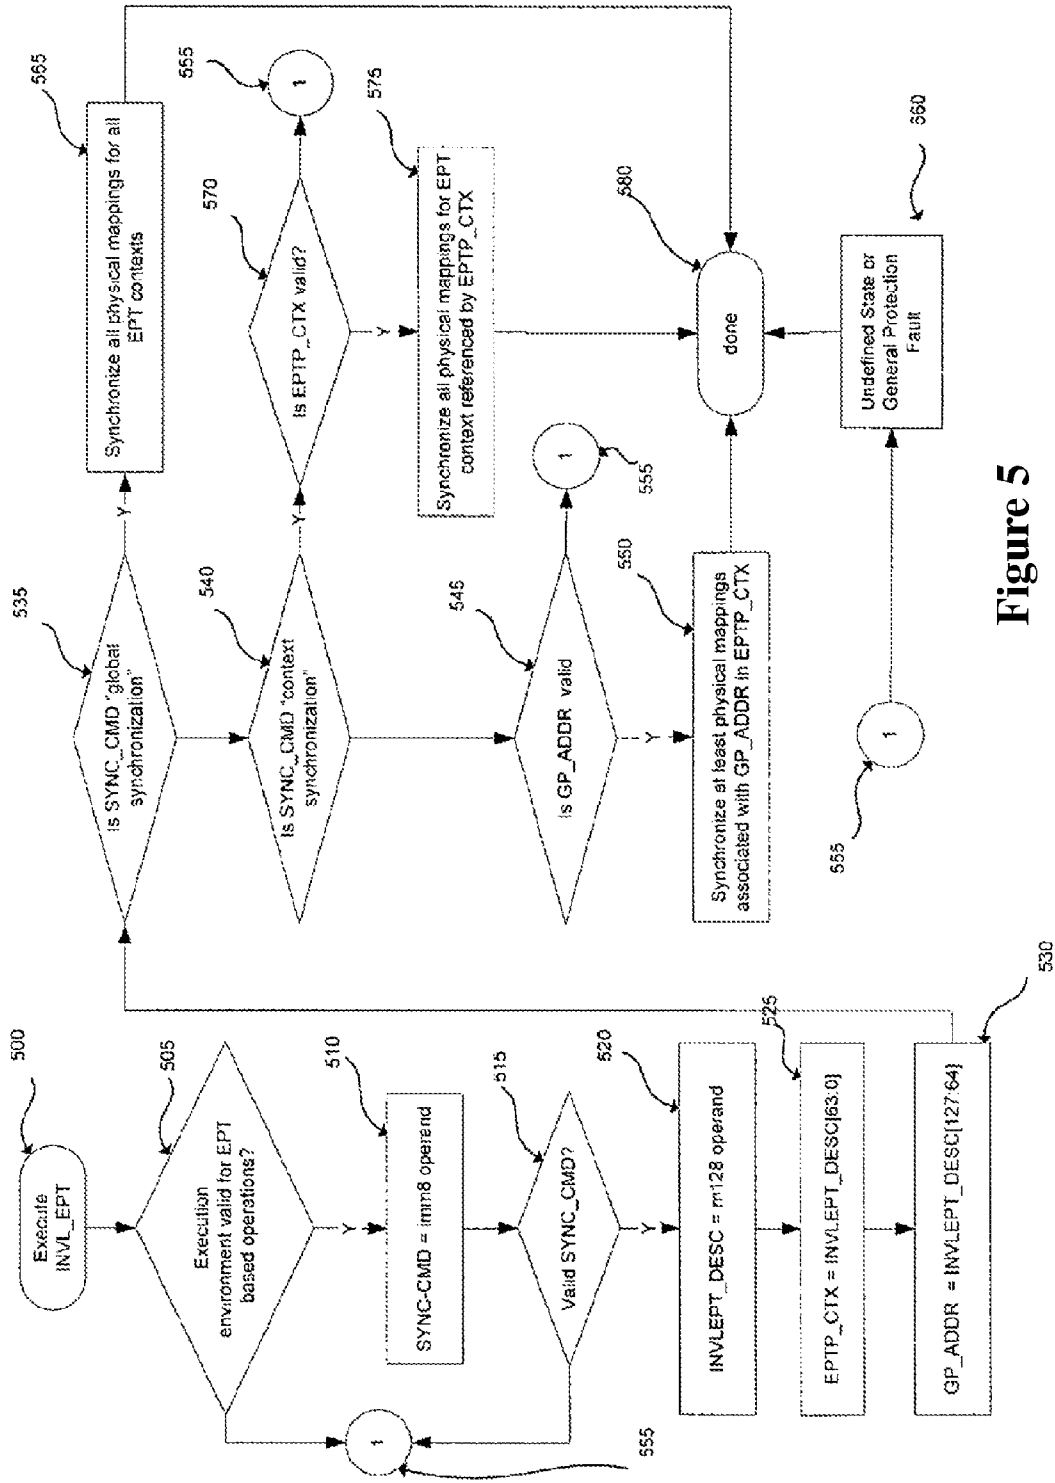 500
Execute
INVL_EPT
505
Execution
environment valid for EPT
based operations?
Y
510
SYNC-CMD = imm8 operand
515
Valid SYNC_CMD?
Y
1
555
520
INVLEPT_DESC = m128 operand
525
EPTP_CTX = INVLEPT_DESC[63:0]
530
GP_ADDR = INVLEPT_DESC[127:64]
535
Is SYNC_CMD "global
synchronization"
Y
565
Synchronize all physical mappings for all
EPT contexts
540
Is SYNC_CMD "context
synchronization"
Y
570
Is EPTP_CTX valid?
555
1
Y
575
Synchronize all physical mappings for EPT
context referenced by EPTP_CTX
545
Is GP_ADDR valid
1
555
Y
550
Synchronize at least physical mappings
associated with GP_ADDR in EPTP_CTX
580
done
555
1
Undefined State or
General Protection
Fault
560
Figure 5